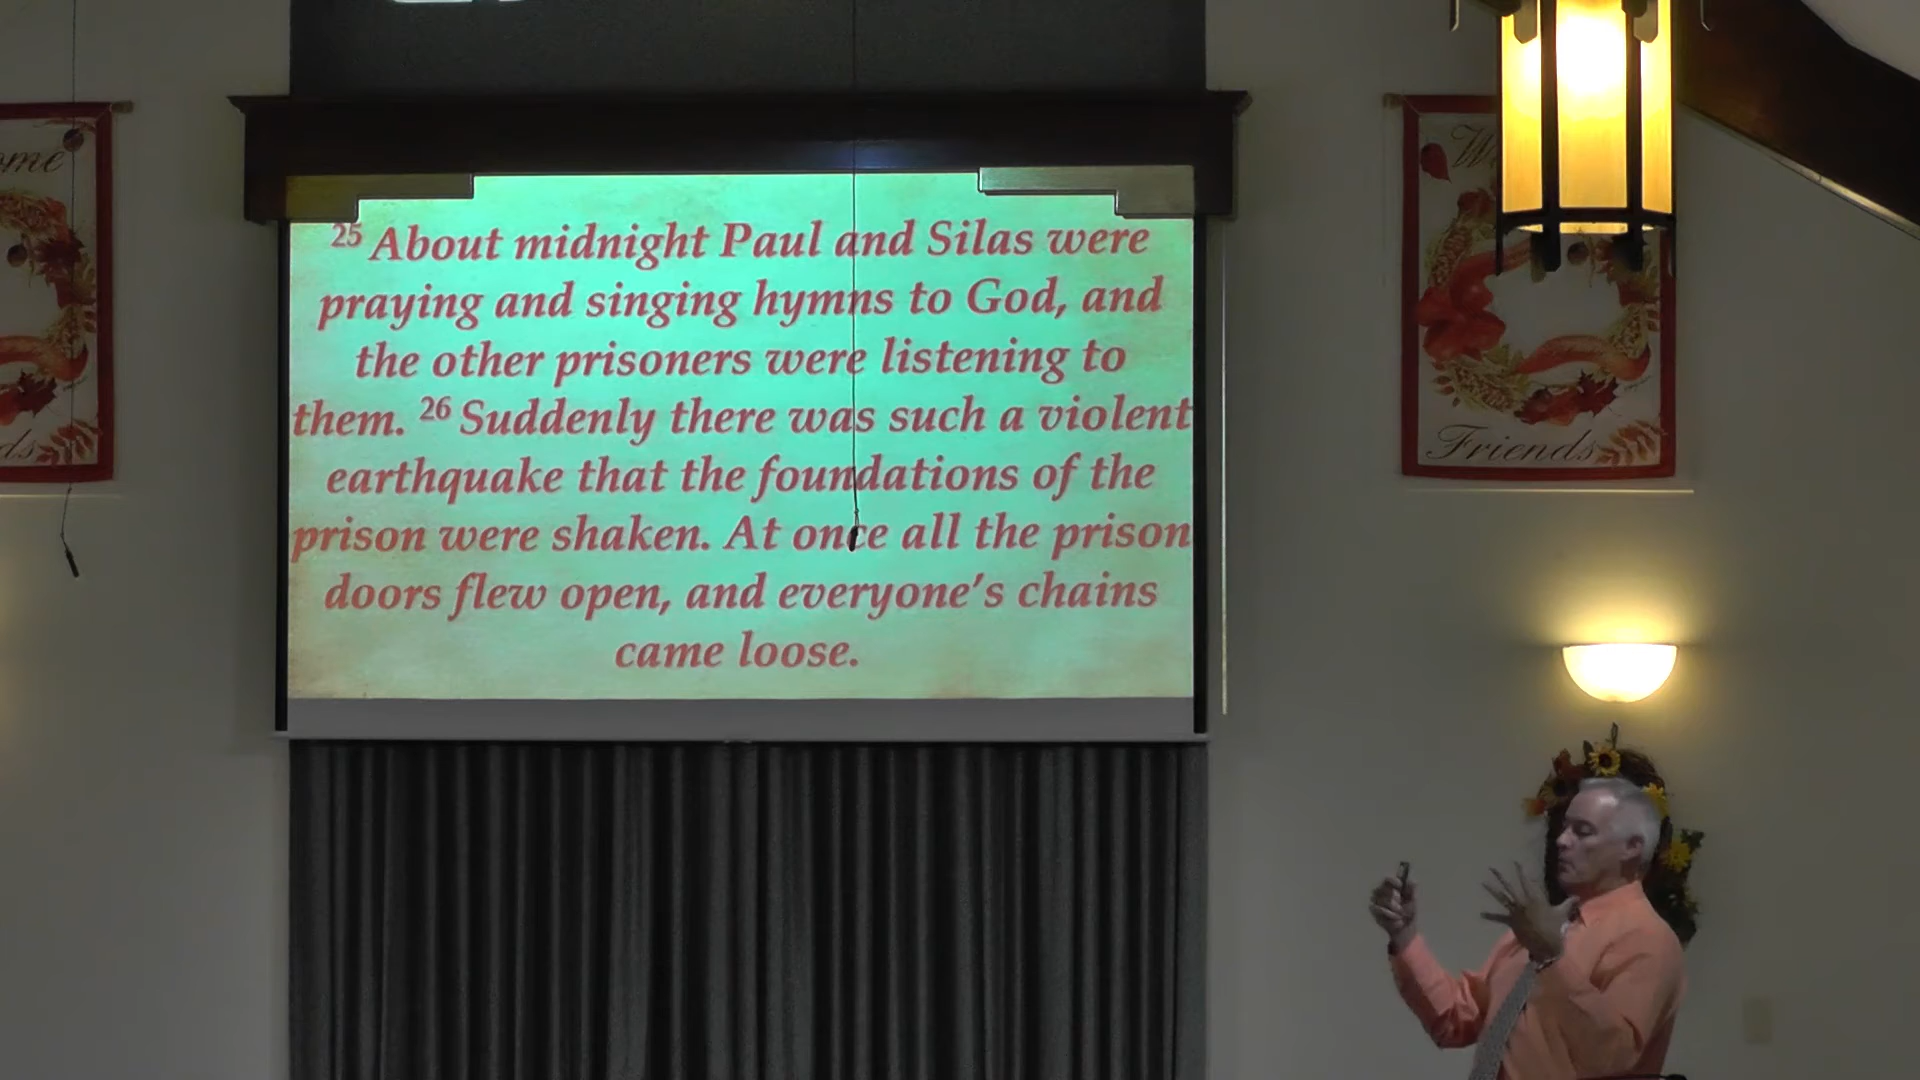 25 About midnight Paul and Silas were
praying and singing hymns to God, and
the other prisoners were listening to
them. 26 Suddenly there was such a violent
earthquake that the foundations of the
prison were shaken. At once all the prison
doors flew open, and everyone’s chains
came loose.
Friends